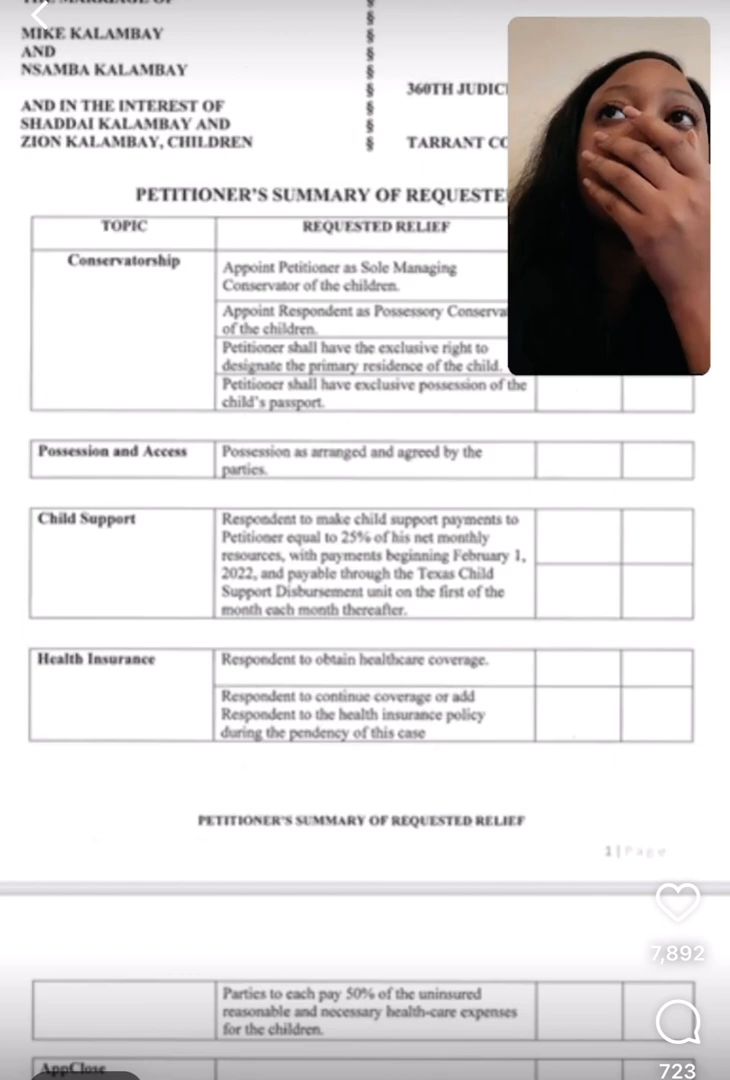 MIKE KALAMBAY
AND
NSAMBA KALAMBAY
AND IN THE INTEREST OF
SHADDAI KALAMBAY AND
ZION KALAMBAY, CHILDREN
§
§
§
§
§
§
§
§
360TH
TARRANT
PETITIONER'S SUMMARY OF
TOPIC
REQUESTED RELIEF
Conservatorship
Appoint Petitioner as Sole Managing
Conservator of the children.
Appoint Respondent as Possessory
of the children.
Petitioner shall have the exclusive right to
designate the primary residence of the child.
Petitioner shall have exclusive possession of the
child's passport.
Possession and Access
Possession as arranged and agreed by the
parties.
Child Support
Respondent to make child support payments to
Petitioner equal to 25% of his net monthly
resources, with payments beginning February 1,
2022, and payable through the Texas Child
Support Disbursement unit on the first of the
month each month thereafter.
Health Insurance
Respondent to obtain healthcare coverage.
Respondent to continue coverage or add
Respondent to the health insurance policy
during the pendency of this case
PETITIONER'S SUMMARY OF REQUESTED RELIEF
1 | Page
7,892
Parties to each pay 50% of the uninsured
reasonable and necessary health-care expenses
for the children.
AppClose
723